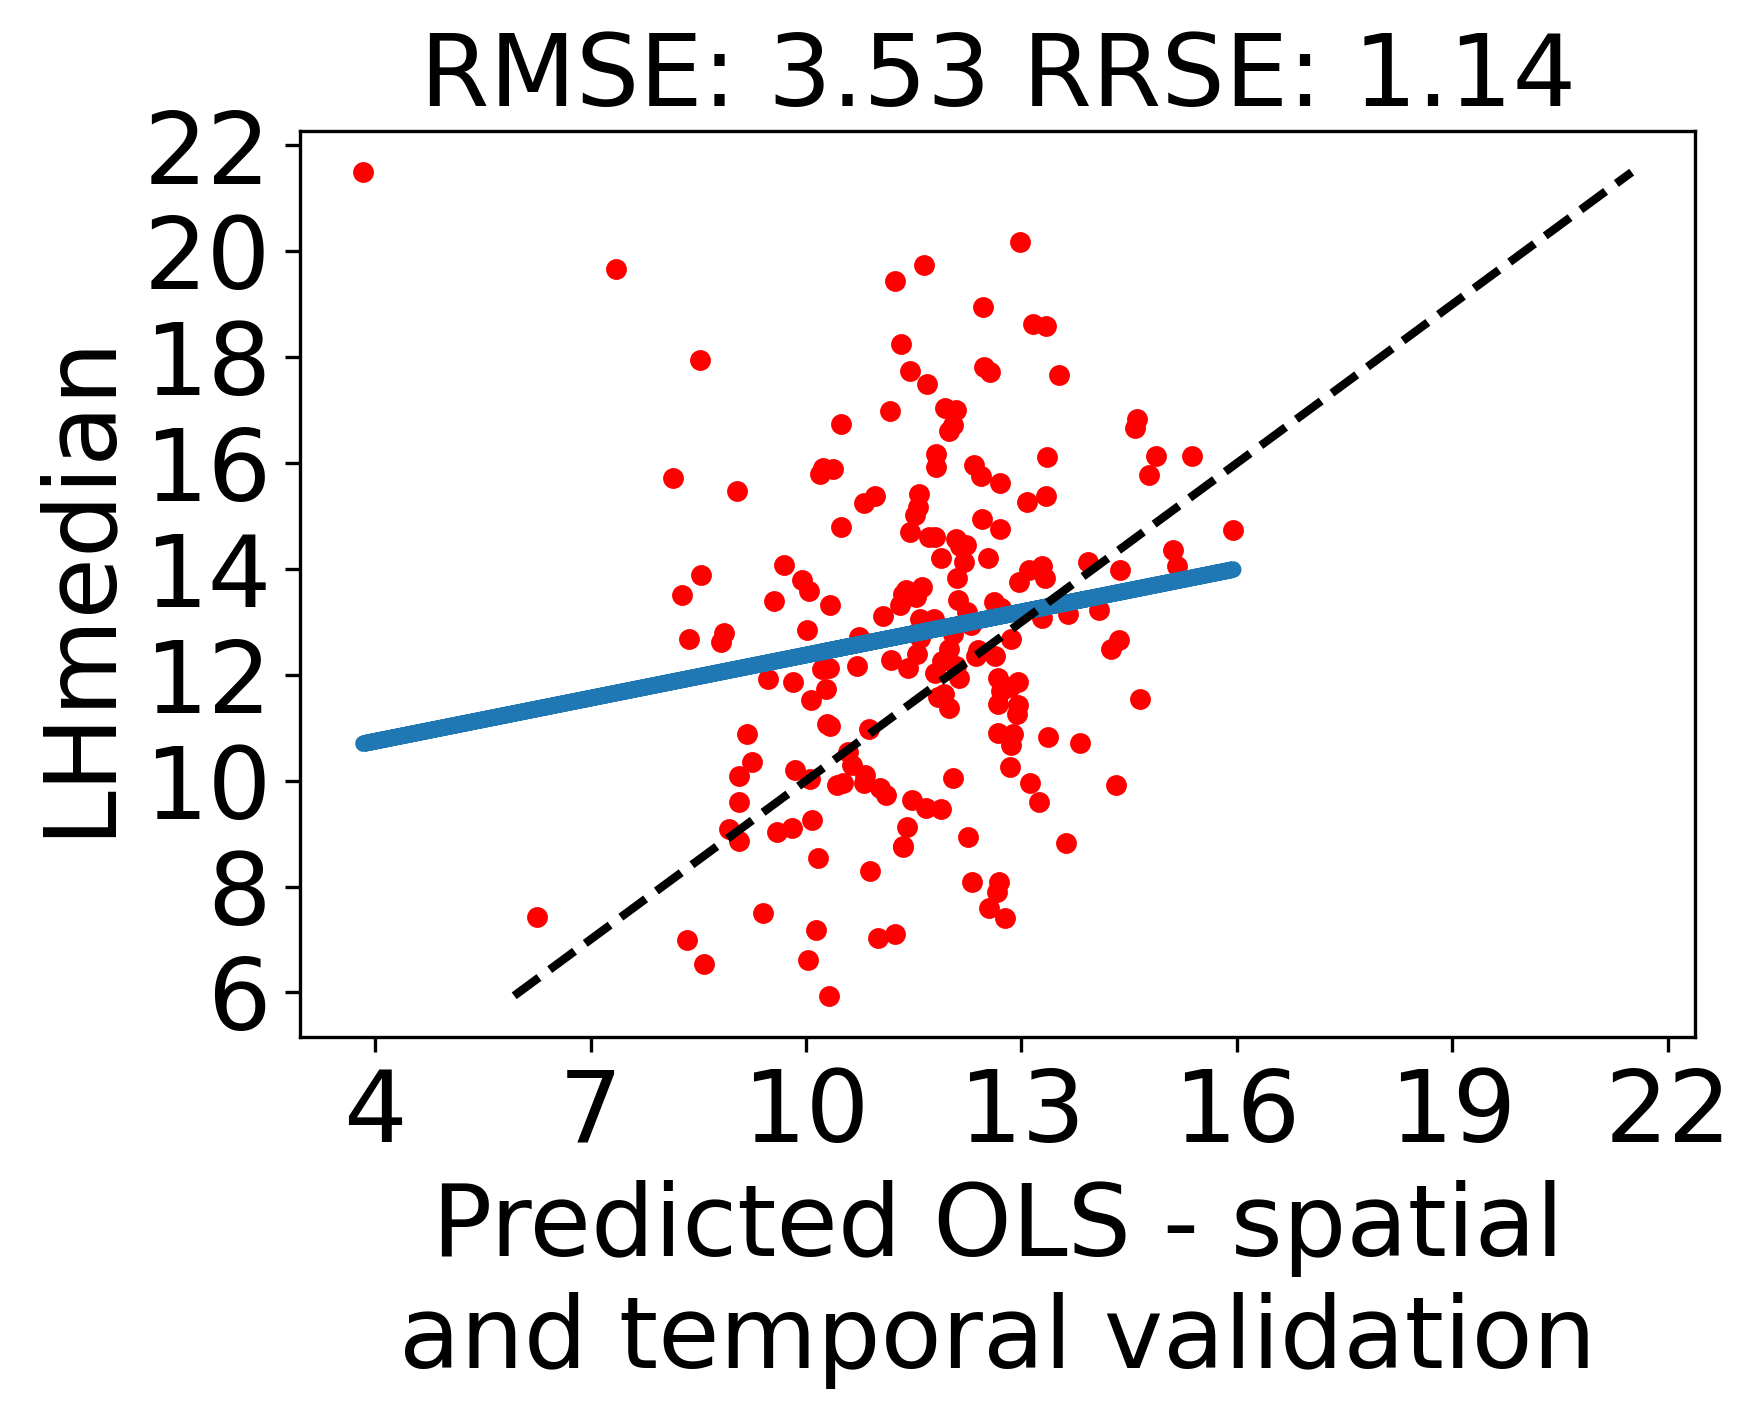 RMSE: 3.53 RRSE: 1.14
LHmedian
22
20
18
16
14
12
10
8
6
4 7 10 13 16 19 22
Predicted OLS - spatial
and temporal validation